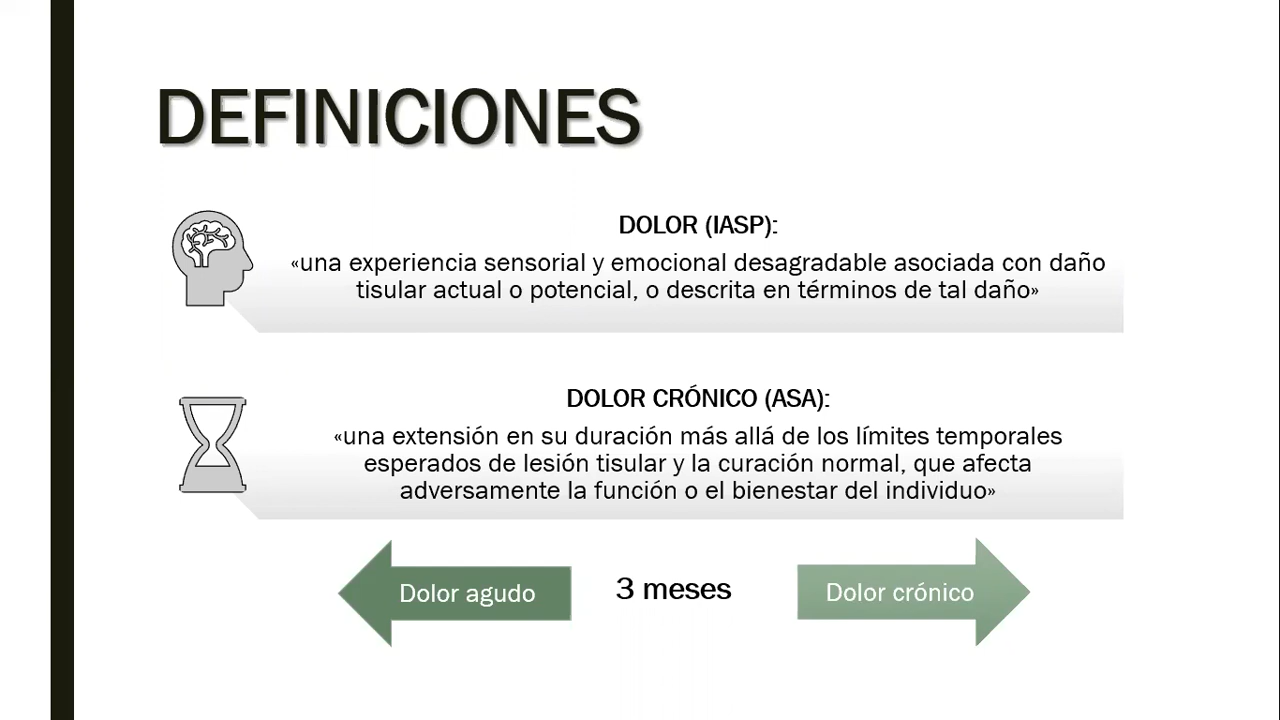 DEFINICIONES
DOLOR (IASP):
«una experiencia sensorial y emocional desagradable asociada con daño
tisular actual o potencial, o descrita en términos de tal daño»
DOLOR CRÓNICO (ASA):
«una extensión en su duración más allá de los límites temporales
esperados de lesión tisular y la curación normal, que afecta
adversamente la función o el bienestar del individuo»
Dolor agudo
3 meses
Dolor crónico